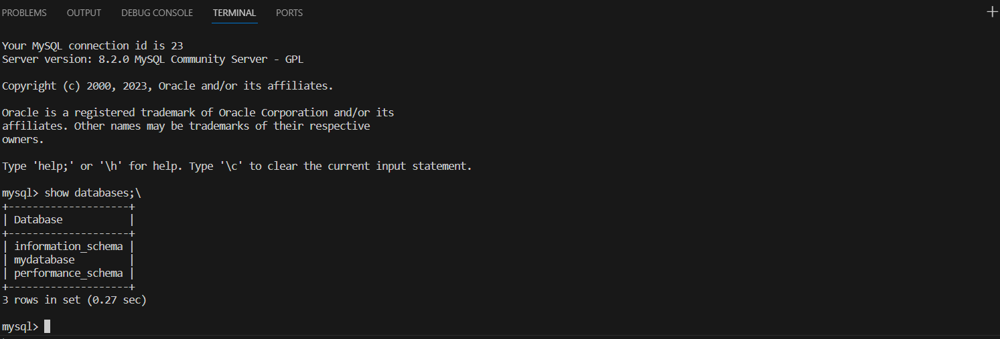 PROBLEMS OUTPUT DEBUG CONSOLE TERMINAL PORTS
Your MySQL connection id is 23
Server version: 8.2.0 MySQL Community Server - GPL
Copyright (c) 2000, 2023, Oracle and/or its affiliates.
Oracle is a registered trademark of Oracle Corporation and/or its
affiliates. Other names may be trademarks of their respective
owners.
Type 'help;' or '\h' for help. Type '\c' to clear the current input statement.
mysql> show databases;\
+--------------------+
| Database           |
+--------------------+
| information_schema |
| mydatabase         |
| performance_schema |
+--------------------+
3 rows in set (0.27 sec)
mysql>